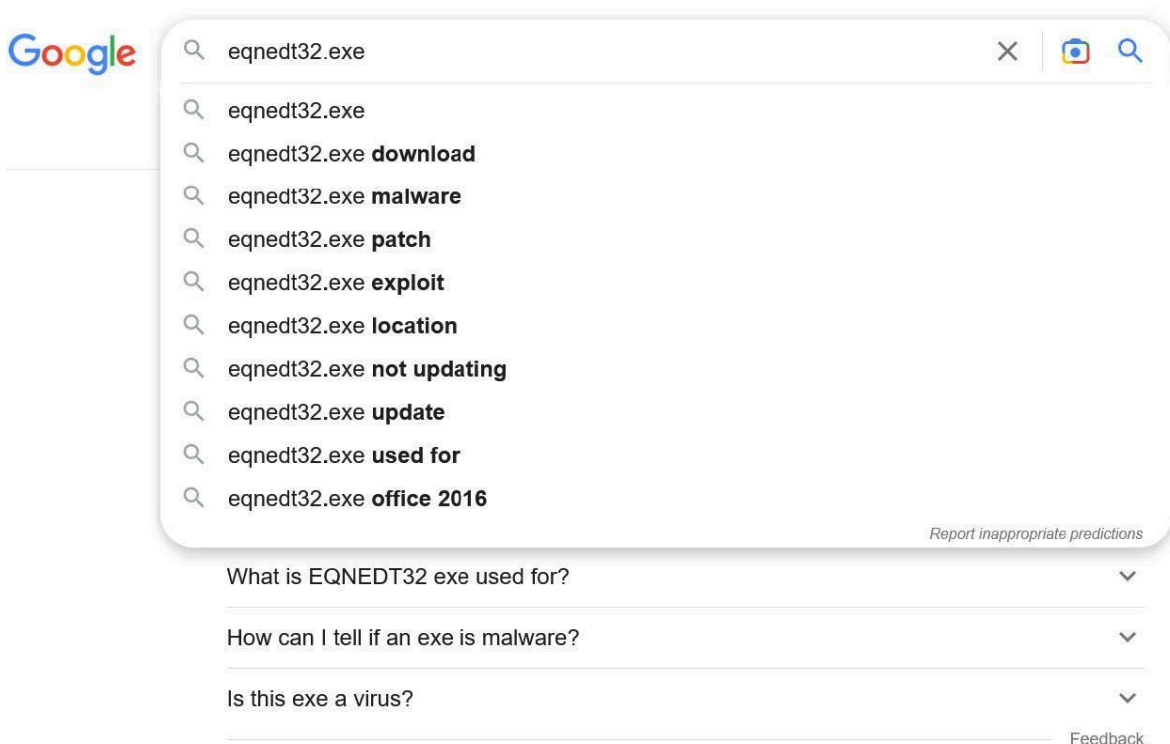 Google
eqnedt32.exe
eqnedt32.exe
eqnedt32.exe download
eqnedt32.exe malware
eqnedt32.exe patch
eqnedt32.exe exploit
eqnedt32.exe location
eqnedt32.exe not updating
eqnedt32.exe update
eqnedt32.exe used for
eqnedt32.exe office 2016
Report inappropriate predictions
What is EQNEDT32 exe used for?
How can I tell if an exe is malware?
Is this exe a virus?
Feedback